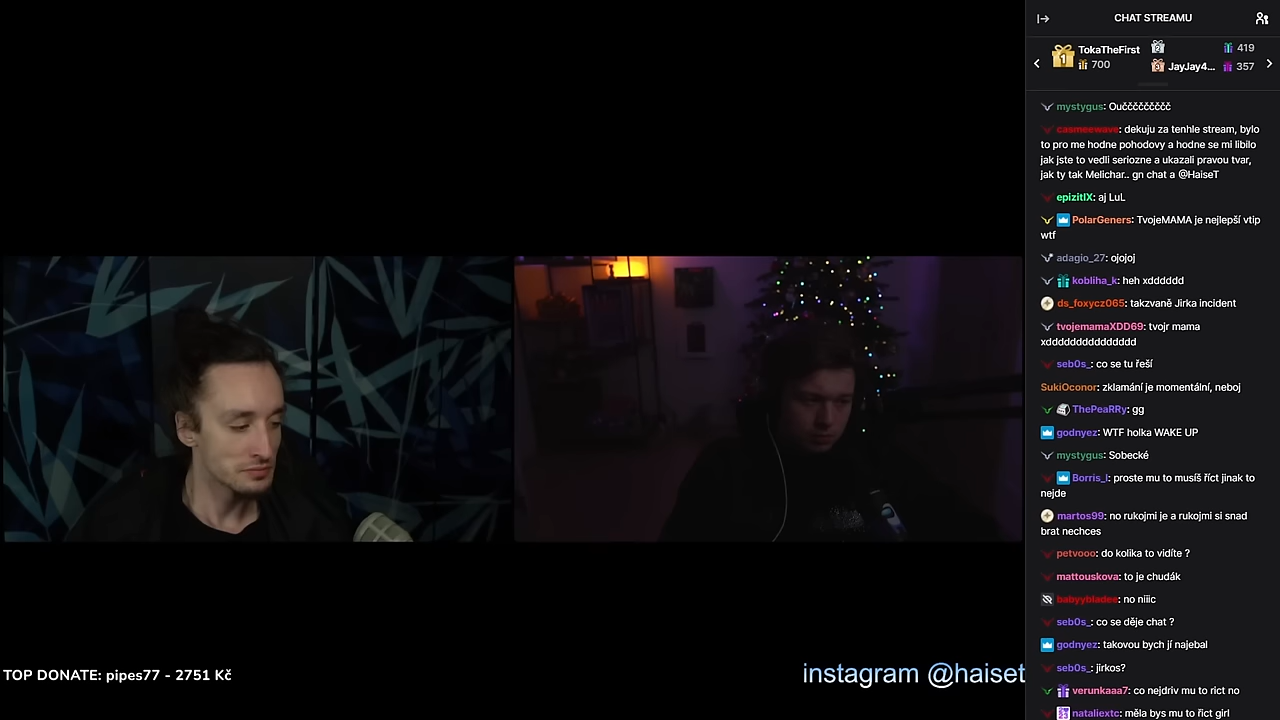 CHAT STREAMU
TokaTheFirst
700
419
JayJay4...
357
mystygus: Oučččččččč
casmeewave: dekuju za tenhle stream, bylo
to pro me hodne pohodovy a hodne se mi libilo
jak jste to vedli seriozne a ukazali pravou tvar,
jak ty tak Melichar.. gn chat a @HaiseT
epizitIX: aj LuL
PolarGeners: TvojeMAMA je nejlepší vtip
wtf
adagio_27: ojojoj
kobliha_k: heh xdddddd
ds_foxycz065: takzvaně Jirka incident
tvojemamaXDD69: tvojr mama
xddddddddddddddd
seb0s_: co se tu řeší
SukiOconor: zklamání je momentální, neboj
ThePeaRRy: gg
godnyez: WTF holka WAKE UP
mystygus: Sobecké
Borris_l: proste mu to musíš říct jinak to
nejde
martos99: no rukojmi je a rukojmi si snad
brat nechces
petvooo: do kolika to vidíte ?
mattouskova: to je chudák
babyybladee: no niiic
seb0s_: co se děje chat ?
godnyez: takovou bych jí najebal
seb0s_: jirkos?
verunkaaa7: co nejdriv mu to rict no
nataliextc: měla bys mu to řict girl
TOP DONATE: pipes77 - 2751 Kč
instagram @haiset